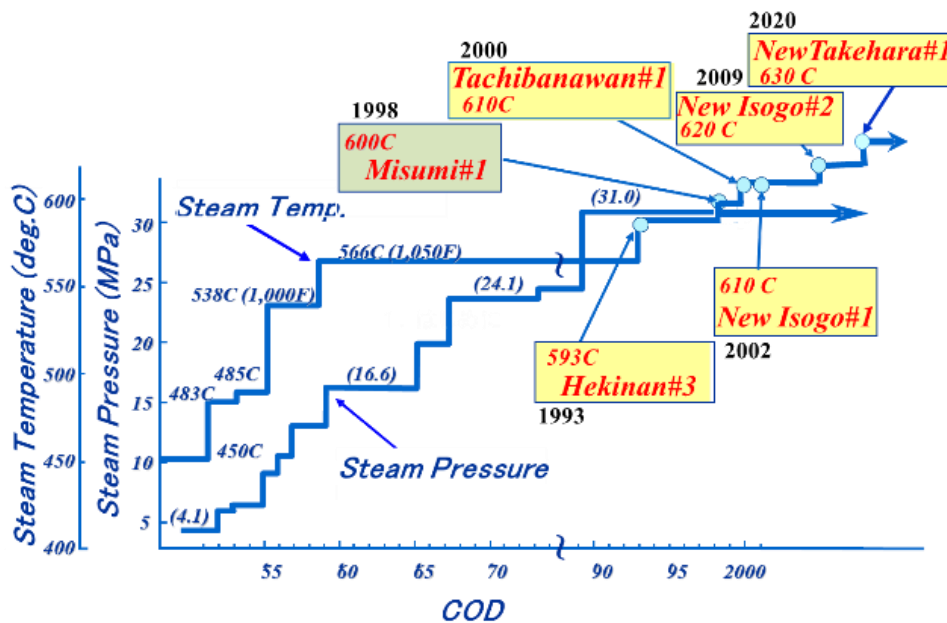 2020
NewTakehara#1
630 C
2000
Tachibanawan#1
610C
2009
New Isogo#2
620 C
1998
600C
Misumi#1
Steam Temp.
(31.0)
566C (1,050F)
538C (1,000F)
(24.1)
485C
483C
(16.6)
450C
Steam Pressure
(4.1)
610 C
New Isogo#1
2002
593C
Hekinan#3
1993
Steam Temperature (deg.C)
600
550
500
450
400
Steam Pressure (MPa)
30
25
20
15
10
5
55 60 65 70 90 95 2000
COD